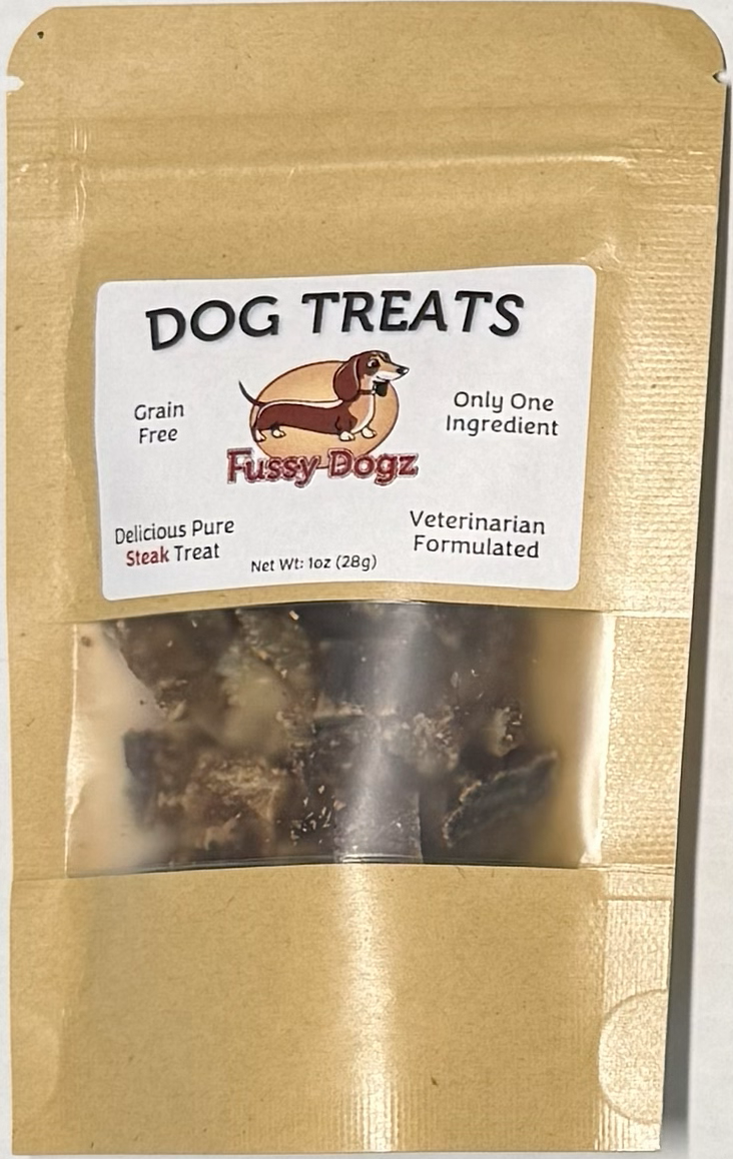 DOG TREATS
Grain
Free
Only One
Ingredient
Fussy Dogz
Delicious Pure
Steak Treat
Veterinarian
Formulated
Net Wt: 1oz (28g)